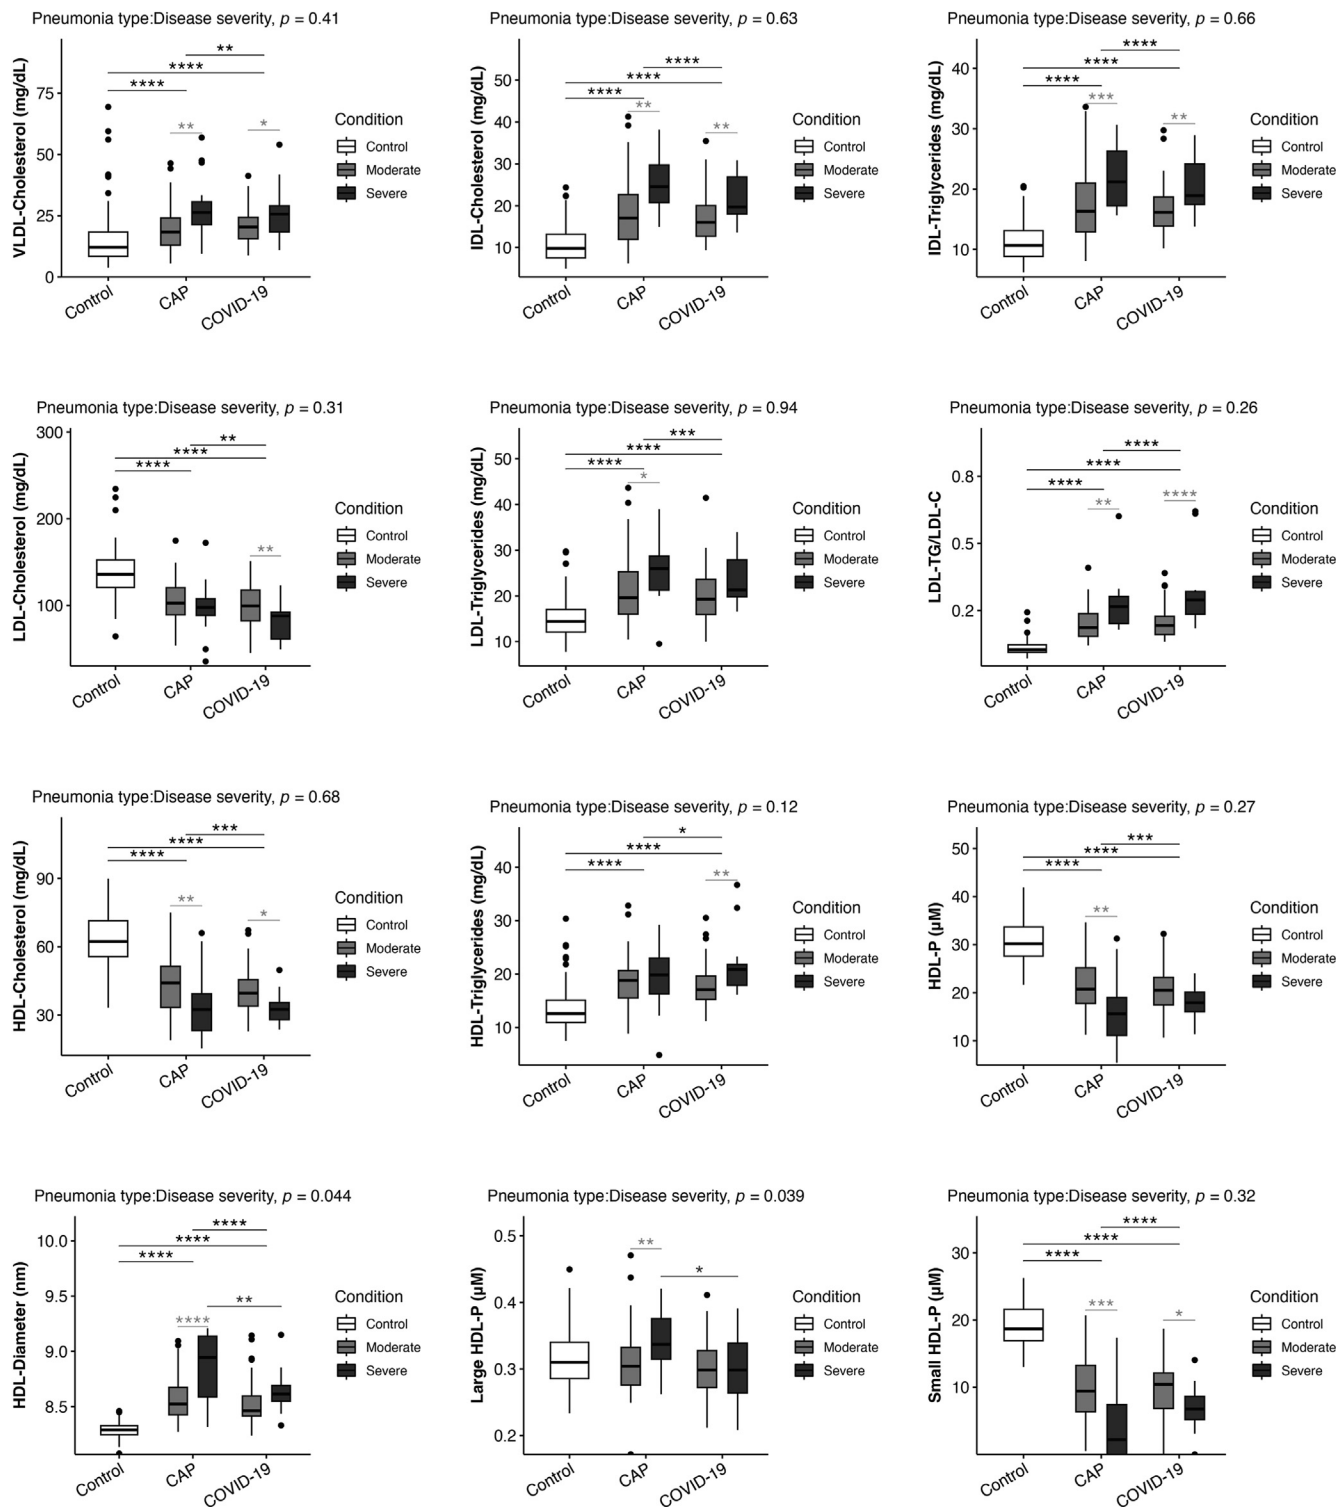 Pneumonia type:Disease severity, p = 0.41
VLDL-Cholesterol (mg/dL)
75
50
25
0
**
****
****
**
*
Control
CAP
COVID-19
Condition
Control
Moderate
Severe
Pneumonia type:Disease severity, p = 0.63
IDL-Cholesterol (mg/dL)
50
40
30
20
10
****
****
****
**
**
Control
CAP
COVID-19
Condition
Control
Moderate
Severe
Pneumonia type:Disease severity, p = 0.66
IDL-Triglycerides (mg/dL)
40
30
20
10
****
****
****
***
**
Control
CAP
COVID-19
Condition
Control
Moderate
Severe
Pneumonia type:Disease severity, p = 0.31
LDL-Cholesterol (mg/dL)
300
200
100
**
****
****
**
Control
CAP
COVID-19
Condition
Control
Moderate
Severe
Pneumonia type:Disease severity, p = 0.94
LDL-Triglycerides (mg/dL)
50
40
30
20
10
***
****
****
*
Control
CAP
COVID-19
Condition
Control
Moderate
Severe
Pneumonia type:Disease severity, p = 0.26
LDL-TG/LDL-C
0.8
0.5
0.2
****
****
****
**
****
Control
CAP
COVID-19
Condition
Control
Moderate
Severe
Pneumonia type:Disease severity, p = 0.68
HDL-Cholesterol (mg/dL)
90
60
30
***
****
****
**
*
Control
CAP
COVID-19
Condition
Control
Moderate
Severe
Pneumonia type:Disease severity, p = 0.12
HDL-Triglycerides (mg/dL)
40
30
20
10
*
****
****
**
Control
CAP
COVID-19
Condition
Control
Moderate
Severe
Pneumonia type:Disease severity, p = 0.27
HDL-P (µM)
50
40
30
20
10
***
****
****
**
Control
CAP
COVID-19
Condition
Control
Moderate
Severe
Pneumonia type:Disease severity, p = 0.044
HDL-Diameter (nm)
10.0
9.5
9.0
8.5
****
****
****
**
****
Control
CAP
COVID-19
Condition
Control
Moderate
Severe
Pneumonia type:Disease severity, p = 0.039
Large HDL-P (µM)
0.5
0.4
0.3
0.2
**
*
Control
CAP
COVID-19
Condition
Control
Moderate
Severe
Pneumonia type:Disease severity, p = 0.32
Small HDL-P (µM)
30
20
10
****
****
****
***
*
Control
CAP
COVID-19
Condition
Control
Moderate
Severe